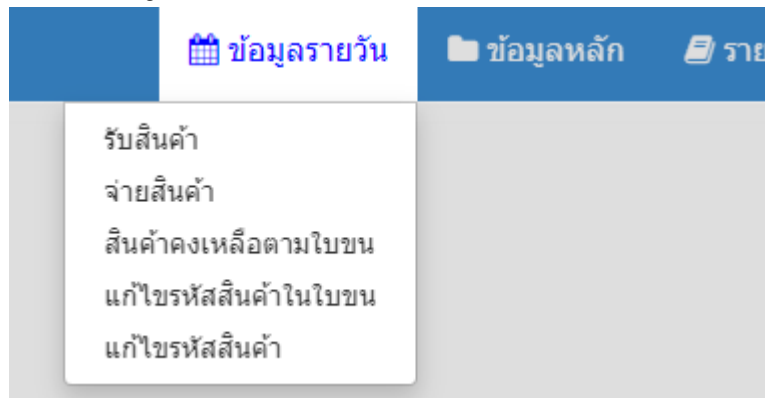 ข้อมูลรายวัน ข้อมูลหลัก ราย
รับสินค้า
จ่ายสินค้า
สินค้าคงเหลือตามใบขน
แก้ไขรหัสสินค้าในใบขน
แก้ไขรหัสสินค้า